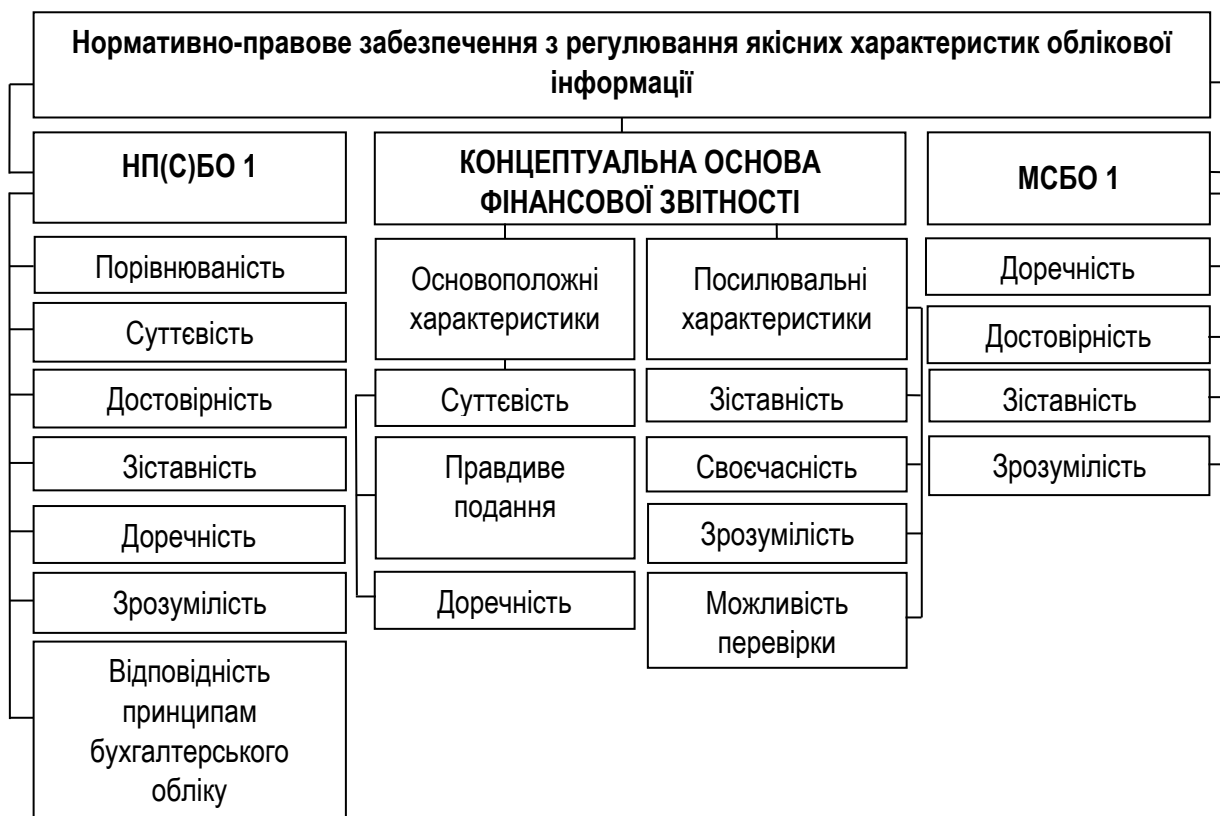 Нормативно-правове забезпечення з регулювання якісних характеристик облікової
інформації
НП(С)БО 1
КОНЦЕПТУАЛЬНА ОСНОВА
ФІНАНСОВОЇ ЗВІТНОСТІ
МСБО 1
Порівнюваність
Суттєвість
Достовірність
Зіставність
Доречність
Зрозумілість
Відповідність
принципам
бухгалтерського
обліку
Основоположні
характеристики
Суттєвість
Правдиве
подання
Доречність
Посилювальні
характеристики
Зіставність
Своєчасність
Зрозумілість
Можливість
перевірки
Доречність
Достовірність
Зіставність
Зрозумілість